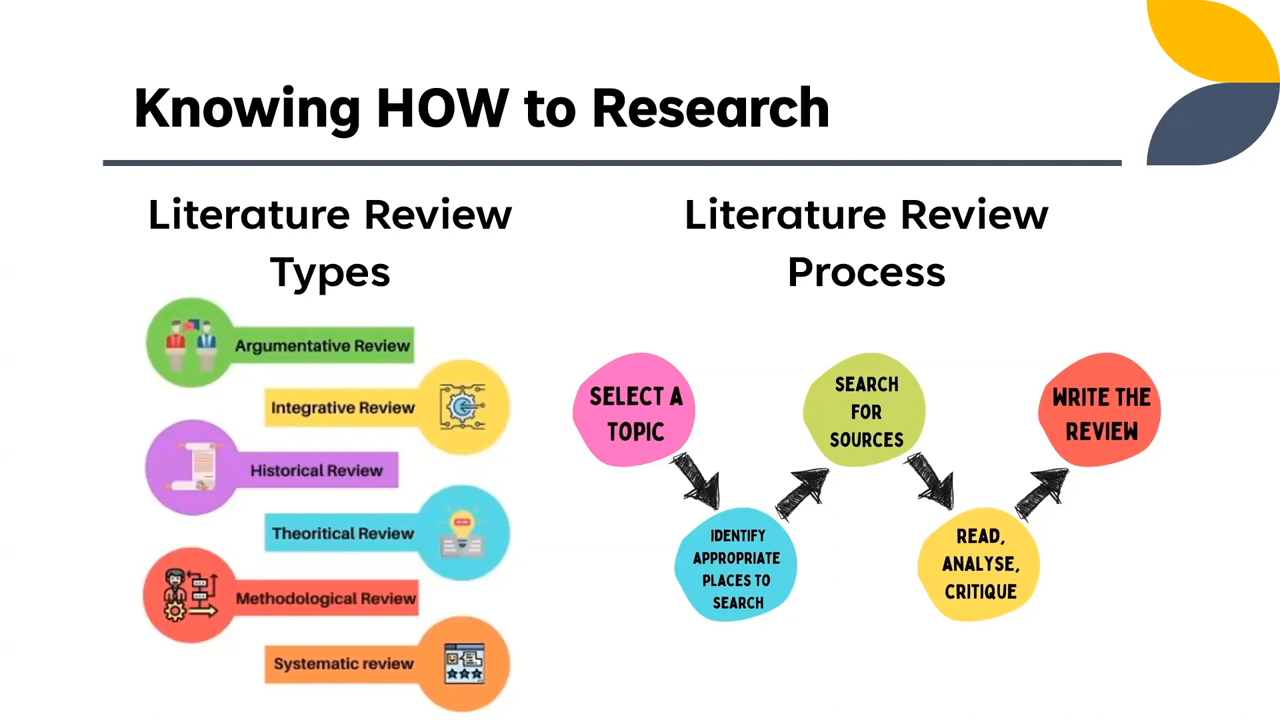 Knowing HOW to Research
Literature Review
Types
Argumentative Review
Integrative Review
Historical Review
Theoritical Review
Methodological Review
Systematic review
Literature Review
Process
SELECT A
TOPIC
IDENTIFY
APPROPRIATE
PLACES TO
SEARCH
SEARCH
FOR
SOURCES
READ,
ANALYSE,
CRITIQUE
WRITE THE
REVIEW